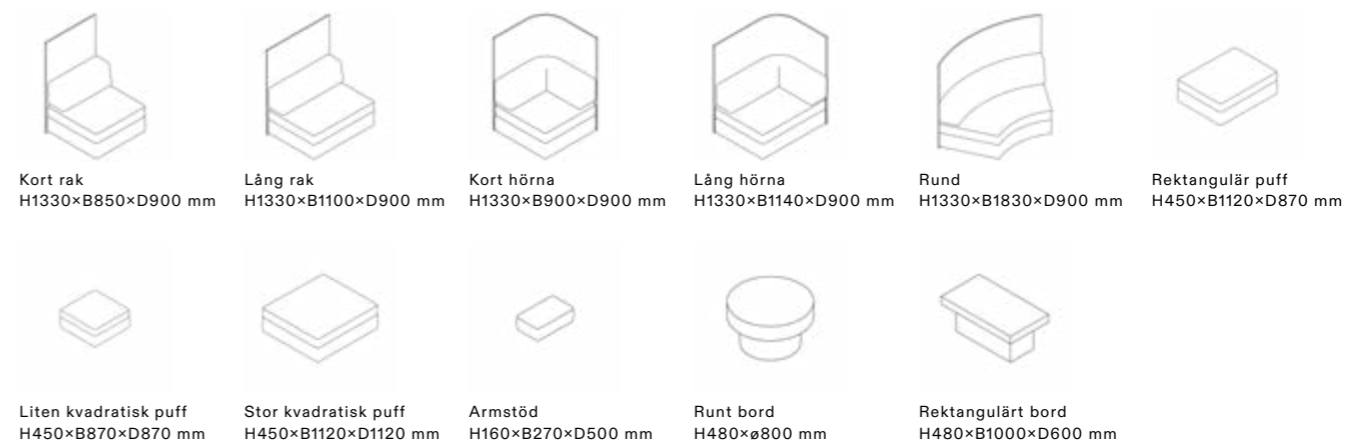 Kort rak
H1330×B850×D900 mm
Lång rak
H1330×B1100×D900 mm
Kort hörna
H1330×B900×D900 mm
Lång hörna
H1330×B1140×D900 mm
Rund
H1330×B1830×D900 mm
Rektangulär puff
H450×B1120×D870 mm
Liten kvadratisk puff
H450×B870×D870 mm
Stor kvadratisk puff
H450×B1120×D1120 mm
Armstöd
H160×B270×D500 mm
Runt bord
H480×ø800 mm
Rektangulärt bord
H480×B1000×D600 mm